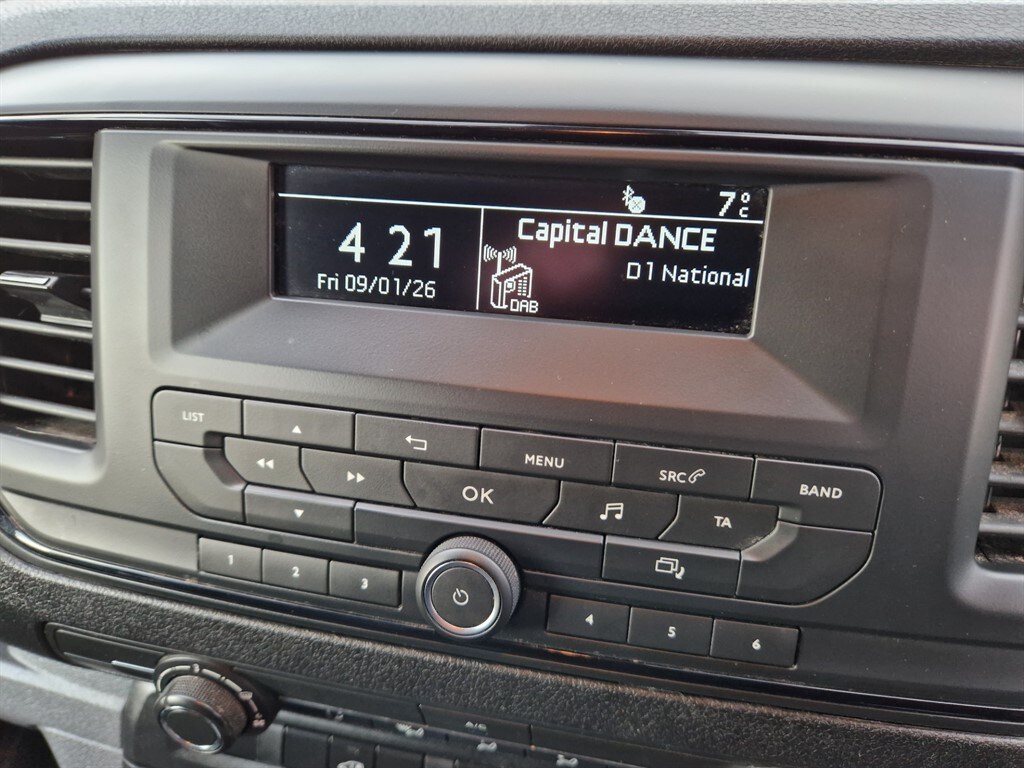 7°C
4 21
Fri 09/01/26
Capital DANCE
D1 National
DAB
LIST
MENU
SRC
BAND
OK
TA
1
2
3
4
5
6